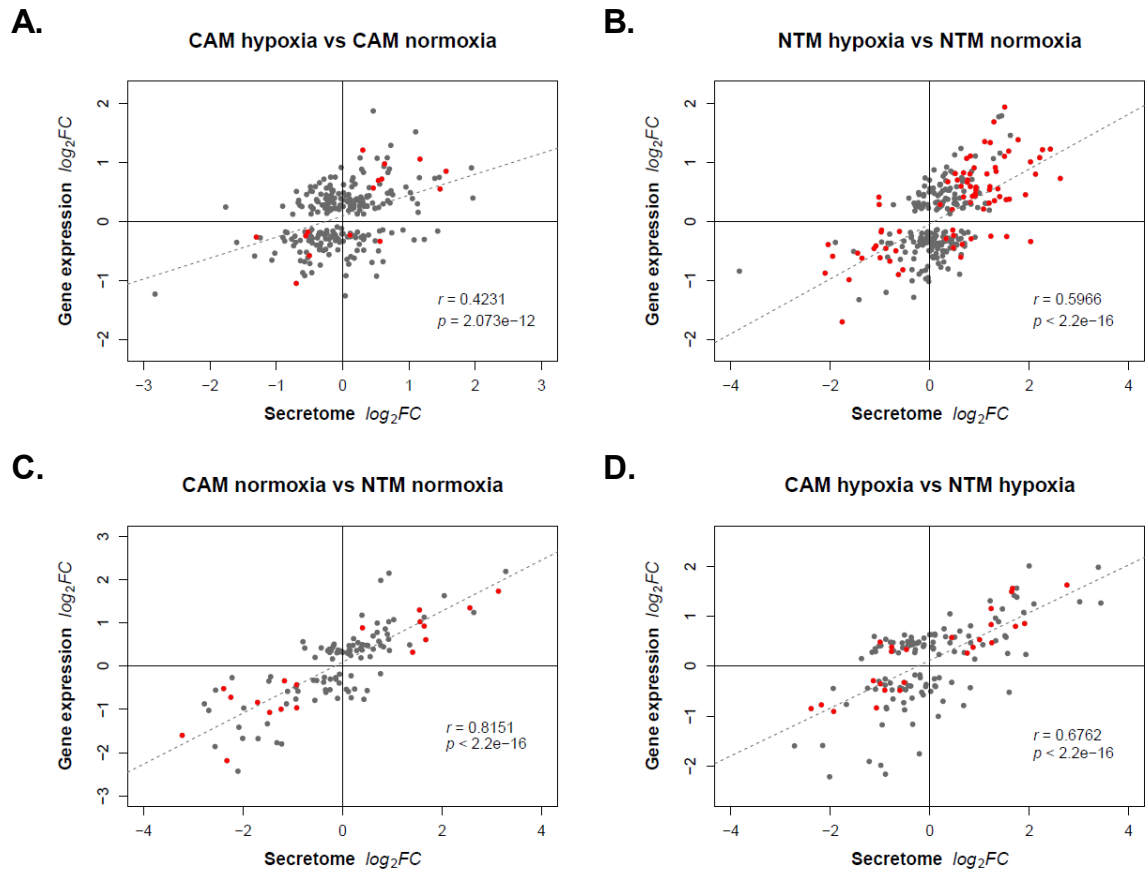 A.
CAM hypoxia vs CAM normoxia
Gene expression log2FC
2
1
0
−1
−2
r = 0.4231
p = 2.073e−12
−3
−2
−1
0
1
2
3
Secretome log2FC
B.
NTM hypoxia vs NTM normoxia
Gene expression log2FC
2
1
0
−1
−2
r = 0.5966
p < 2.2e−16
−4
−2
0
2
4
Secretome log2FC
C.
CAM normoxia vs NTM normoxia
Gene expression log2FC
3
2
1
0
−1
−2
−3
r = 0.8151
p < 2.2e−16
−4
−2
0
2
4
Secretome log2FC
D.
CAM hypoxia vs NTM hypoxia
Gene expression log2FC
2
1
0
−1
−2
r = 0.6762
p < 2.2e−16
−4
−2
0
2
4
Secretome log2FC